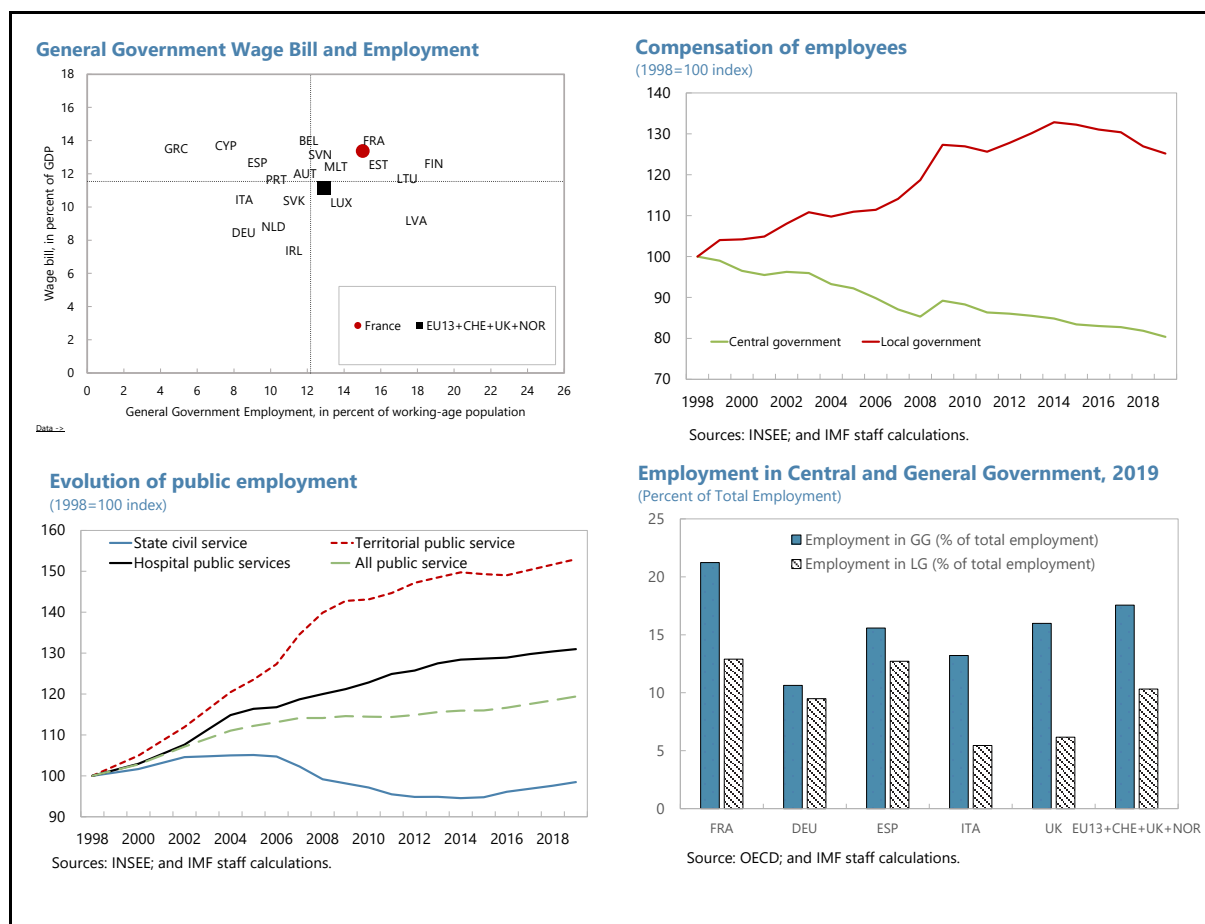 General Government Wage Bill and Employment
18
16
14
12
10
8
6
4
2
0
Wage bill, in percent of GDP
GRC
CYP
BEL
FRA
ESP
SVN
MLT
EST
FIN
PRT
AUT
LTU
ITA
SVK
LUX
LVA
DEU
NLD
IRL
France
EU13+CHE+UK+NOR
0 2 4 6 8 10 12 14 16 18 20 22 24 26
General Government Employment, in percent of working-age population
Data ->
Compensation of employees
(1998=100 index)
140
130
120
110
100
90
80
70
Central government
Local government
1998 2000 2002 2004 2006 2008 2010 2012 2014 2016 2018
Sources: INSEE; and IMF staff calculations.
Evolution of public employment
(1998=100 index)
160
150
140
130
120
110
100
90
State civil service
Territorial public service
Hospital public services
All public service
1998 2000 2002 2004 2006 2008 2010 2012 2014 2016 2018
Sources: INSEE; and IMF staff calculations.
Employment in Central and General Government, 2019
(Percent of Total Employment)
25
20
15
10
5
0
Employment in GG (% of total employment)
Employment in LG (% of total employment)
FRA DEU ESP ITA UK EU13+CHE+UK+NOR
Source: OECD; and IMF staff calculations.